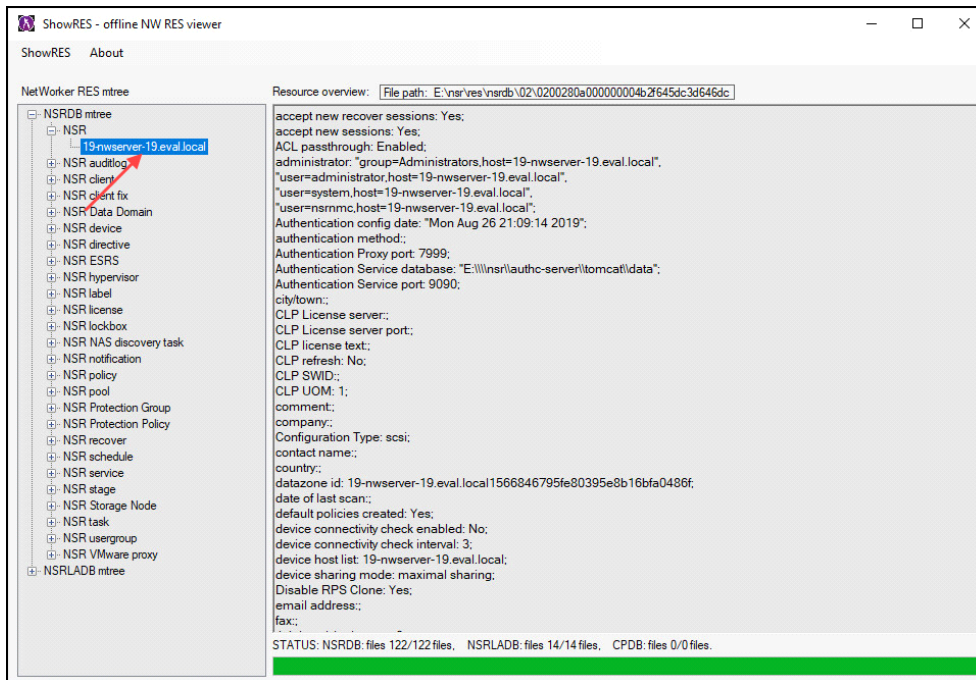 ShowRES - offline NW RES viewer
ShowRES About
NetWorker RES mtree
Resource overview: File path: E:\nsr\res\nsrdb\02\0200280a000000004b2f645dc3d646dc
NSRDB mtree
NSR
19-nwserver-19.eval.local
NSR auditlog
NSR client
NSR client fix
NSR Data Domain
NSR device
NSR directive
NSR ESRS
NSR hypervisor
NSR label
NSR license
NSR lockbox
NSR NAS discovery task
NSR notification
NSR policy
NSR pool
NSR Protection Group
NSR Protection Policy
NSR recover
NSR schedule
NSR service
NSR stage
NSR Storage Node
NSR task
NSR usergroup
NSR VMware proxy
NSRLADB mtree
accept new recover sessions: Yes;
accept new sessions: Yes;
ACL passthrough: Enabled;
administrator: "group=Administrators,host=19-nwserver-19.eval.local",
"user=administrator,host=19-nwserver-19.eval.local",
"user=system,host=19-nwserver-19.eval.local",
"user=nsrnmc,host=19-nwserver-19.eval.local";
Authentication config date: "Mon Aug 26 21:09:14 2019";
authentication method:;
Authentication Proxy port: 7999;
Authentication Service database: "E:\\\\nsr\\authc-server\\tomcat\\data";
Authentication Service port: 9090;
city/town:;
CLP License server:;
CLP License server port:;
CLP license text:;
CLP refresh: No;
CLP SWID:;
CLP UOM: 1;
comment:;
company:;
Configuration Type: scsi;
contact name:;
country:;
datazone id: 19-nwserver-19.eval.local1566846795fe80395e8b16bfa0486f;
date of last scan:;
default policies created: Yes;
device connectivity check enabled: No;
device connectivity check interval: 3;
device host list: 19-nwserver-19.eval.local;
device sharing mode: maximal sharing;
Disable RPS Clone: Yes;
email address:;
fax:;
STATUS: NSRDB: files 122/122 files, NSRLADB: files 14/14 files, CPDB: files 0/0 files.